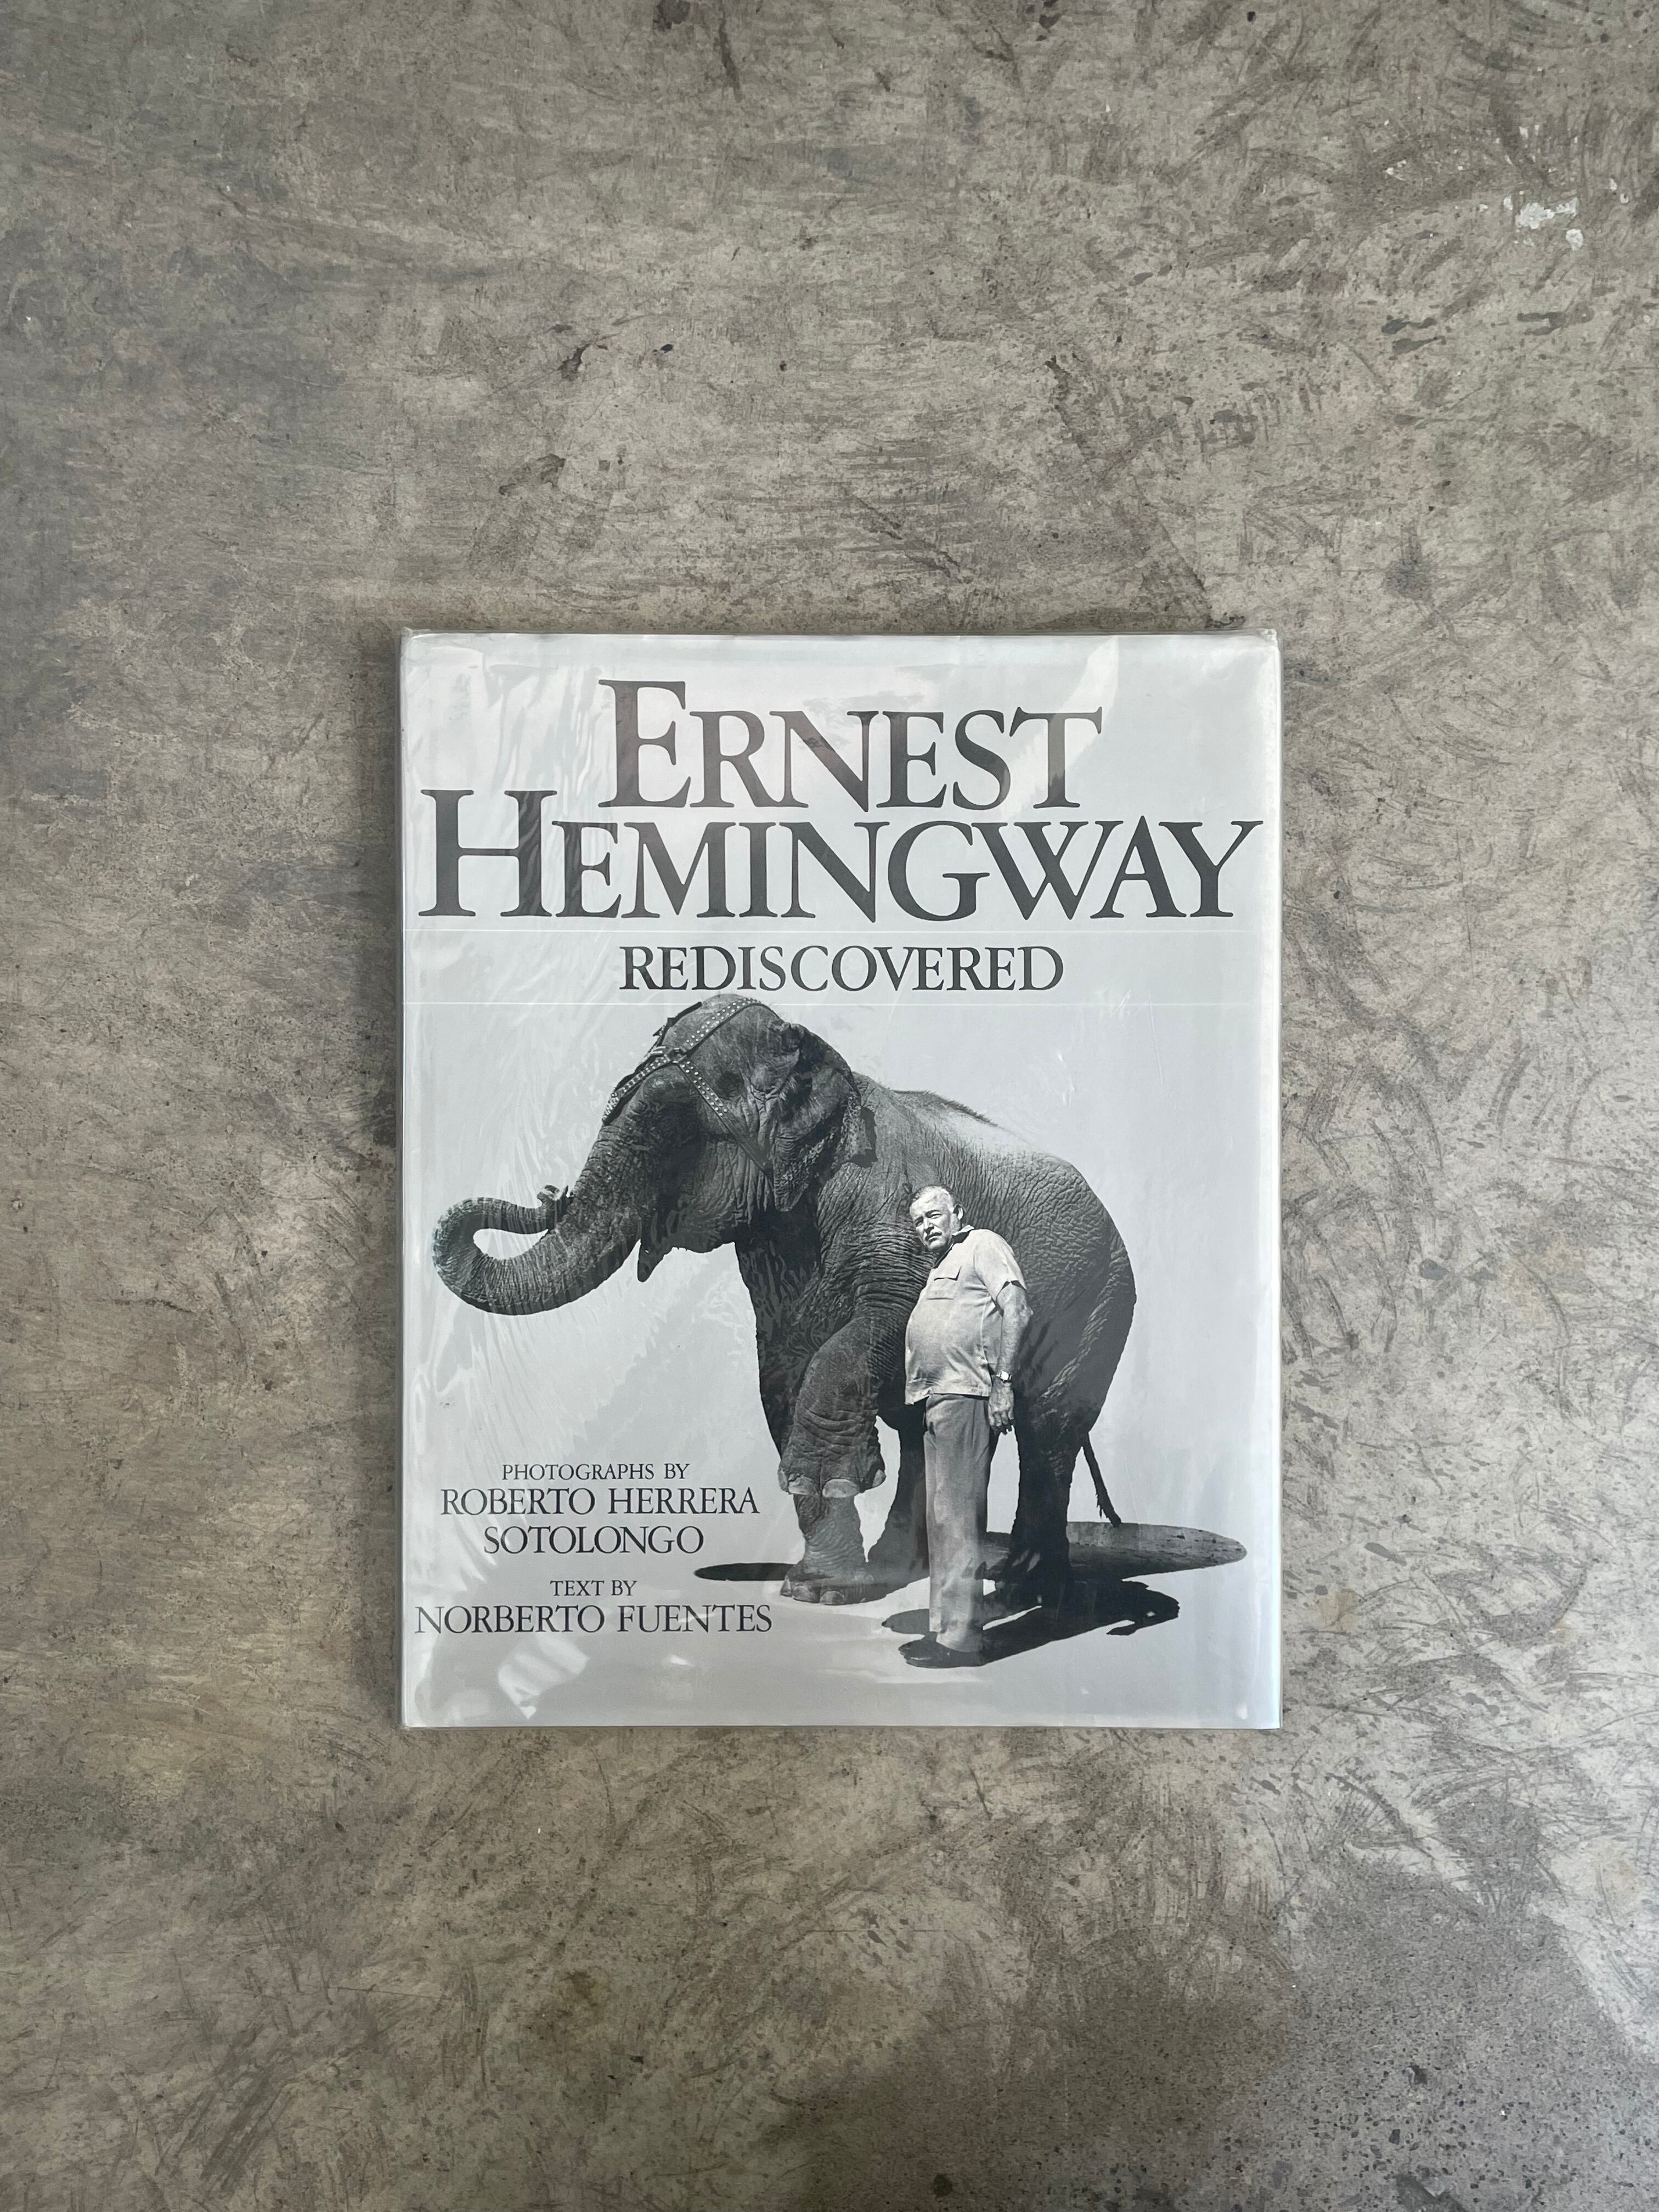 ERNEST
HEMINGWAY
REDISCOVERED
PHOTOGRAPHS BY
ROBERTO HERRERA
SOTOLONGO
TEXT BY
NORBERTO FUENTES